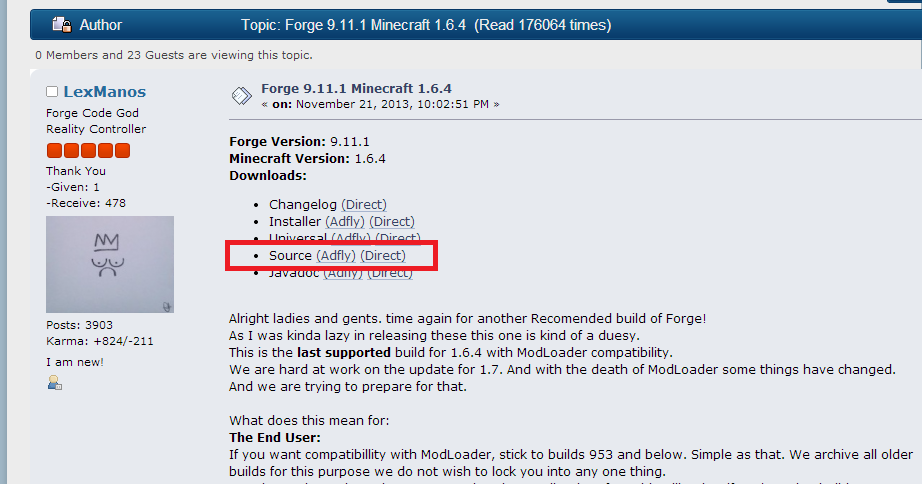 Author
Topic: Forge 9.11.1 Minecraft 1.6.4 (Read 176064 times)
0 Members and 23 Guests are viewing this topic.
LexManos
Forge Code God
Reality Controller
Thank You
-Given: 1
-Receive: 478
Posts: 3903
Karma: +824/-211
I am new!
Forge 9.11.1 Minecraft 1.6.4
« on: November 21, 2013, 10:02:51 PM »
Forge Version: 9.11.1
Minecraft Version: 1.6.4
Downloads:
• Changelog (Direct)
• Installer (Adfly) (Direct)
• Universal (Adfly) (Direct)
• Source (Adfly) (Direct)
• Javadoc (Adfly) (Direct)
Alright ladies and gents. time again for another Recomended build of Forge!
As I was kinda lazy in releasing these this one is kind of a duesy.
This is the last supported build for 1.6.4 with ModLoader compatibility.
We are hard at work on the update for 1.7. And with the death of ModLoader some things have changed.
And we are trying to prepare for that.
What does this mean for:
The End User:
If you want compatibillity with ModLoader, stick to builds 953 and below. Simple as that. We archive all older
builds for this purpose we do not wish to lock you into any one thing.